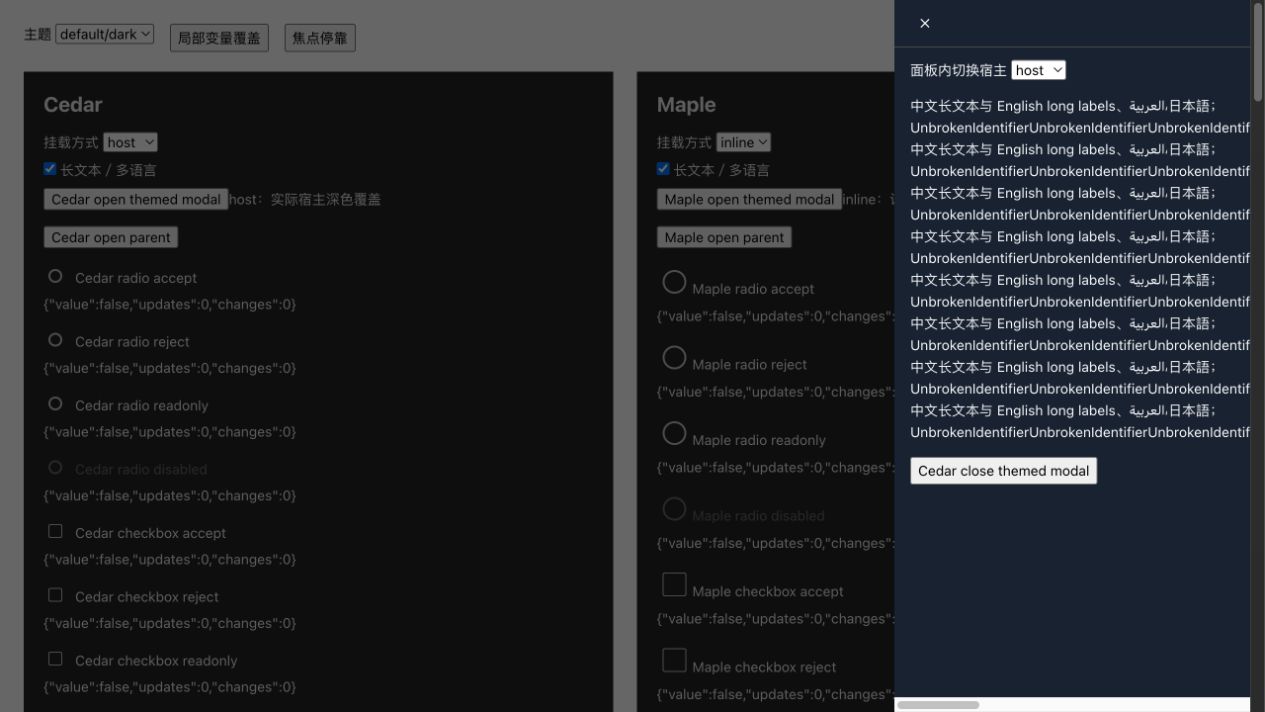 主题 default/dark 局部变量覆盖 焦点停靠
Cedar
挂载方式 host
长文本 / 多语言
Cedar open themed modal host：实际宿主深色覆盖
Cedar open parent
Cedar radio accept
{"value":false,"updates":0,"changes":0}
Cedar radio reject
{"value":false,"updates":0,"changes":0}
Cedar radio readonly
{"value":false,"updates":0,"changes":0}
Cedar radio disabled
{"value":false,"updates":0,"changes":0}
Cedar checkbox accept
{"value":false,"updates":0,"changes":0}
Cedar checkbox reject
{"value":false,"updates":0,"changes":0}
Cedar checkbox readonly
{"value":false,"updates":0,"changes":0}
Maple
挂载方式 inline
长文本 / 多语言
Maple open themed modal inline：
Maple open parent
Maple radio accept
{"value":false,"updates":0,"changes":
Maple radio reject
{"value":false,"updates":0,"changes":
Maple radio readonly
{"value":false,"updates":0,"changes":
Maple radio disabled
{"value":false,"updates":0,"changes":
Maple checkbox accept
{"value":false,"updates":0,"changes":
Maple checkbox reject
{"value":false,"updates":0,"changes":
×
面板内切换宿主 host
中文长文本与 English long labels、العربية،日本語；
UnbrokenIdentifierUnbrokenIdentifierUnbrokenIdentif
中文长文本与 English long labels、العربية،日本語；
UnbrokenIdentifierUnbrokenIdentifierUnbrokenIdentif
中文长文本与 English long labels、العربية،日本語；
UnbrokenIdentifierUnbrokenIdentifierUnbrokenIdentif
中文长文本与 English long labels、العربية،日本語；
UnbrokenIdentifierUnbrokenIdentifierUnbrokenIdentif
中文长文本与 English long labels、العربية،日本語；
UnbrokenIdentifierUnbrokenIdentifierUnbrokenIdentif
中文长文本与 English long labels、العربية،日本語；
UnbrokenIdentifierUnbrokenIdentifierUnbrokenIdentif
中文长文本与 English long labels、العربية،日本語；
UnbrokenIdentifierUnbrokenIdentifierUnbrokenIdentif
中文长文本与 English long labels、العربية،日本語；
UnbrokenIdentifierUnbrokenIdentifierUnbrokenIdentif
Cedar close themed modal